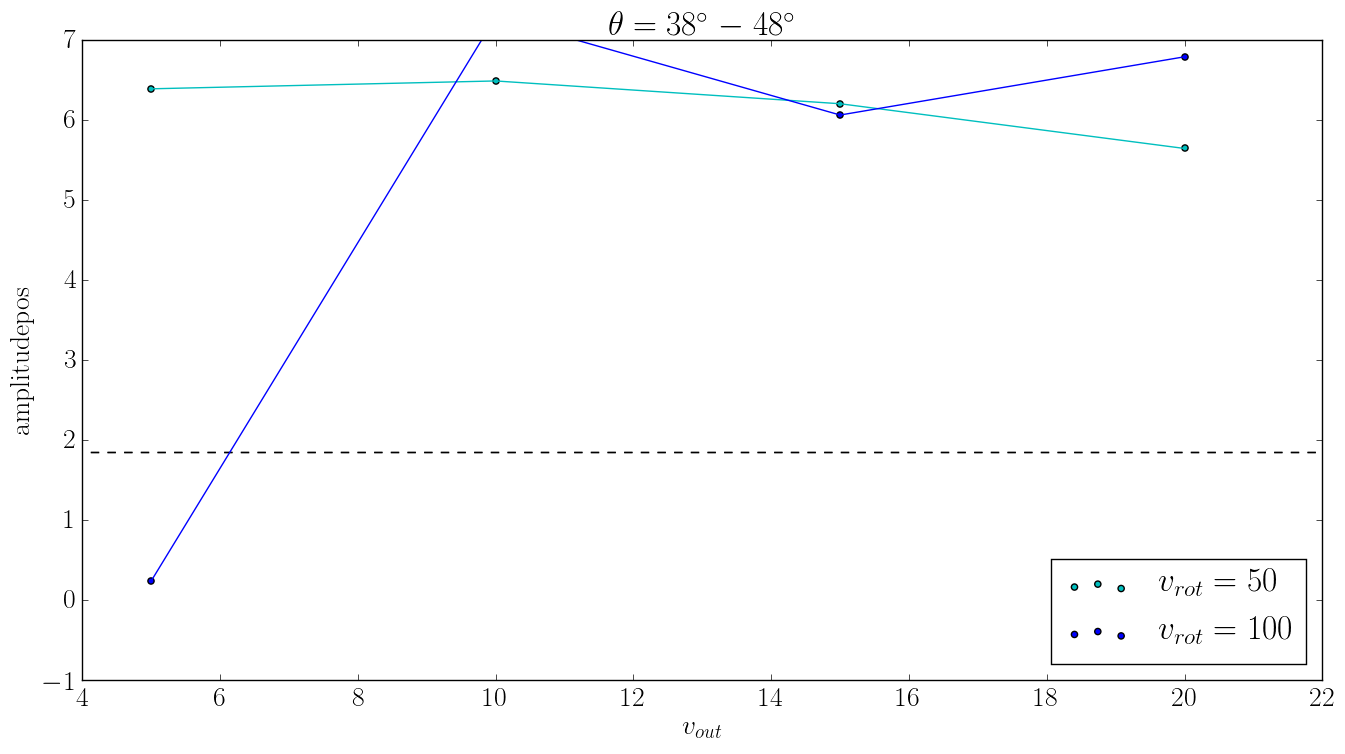 θ = 38° − 48°
7
6
5
4
3
2
1
0
−1
amplitudepos
4 6 8 10 12 14 16 18 20 22
v_out
v_rot = 50
v_rot = 100